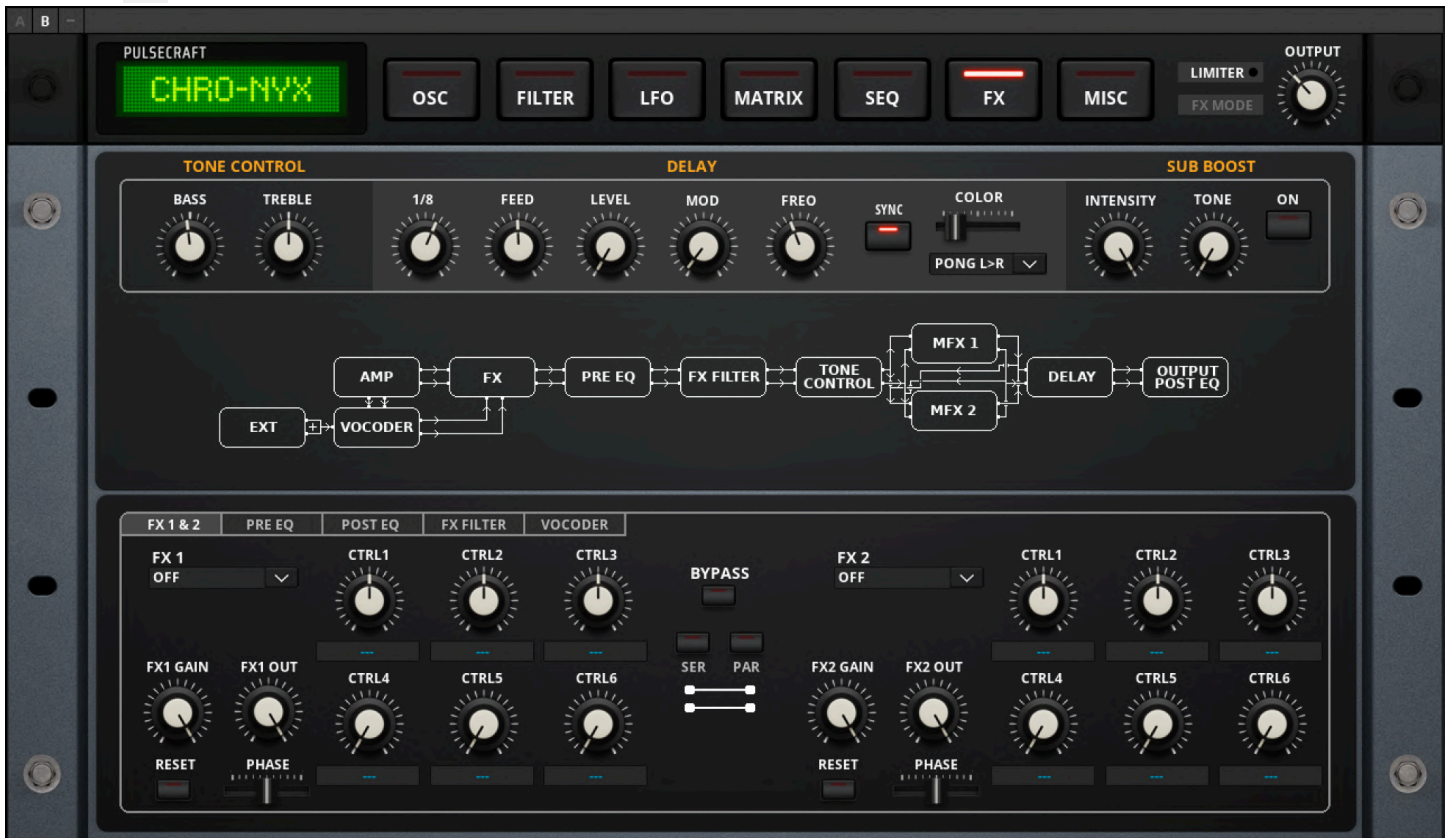 A B –
PULSECRAFT
CHRO-NYX
OSC
FILTER
LFO
MATRIX
SEQ
FX
MISC
LIMITER
FX MODE
OUTPUT
TONE CONTROL
DELAY
SUB BOOST
BASS
TREBLE
1/8
FEED
LEVEL
MOD
FREO
SYNC
COLOR
PONG L>R
INTENSITY
TONE
ON
MFX 1
AMP
FX
PRE EQ
FX FILTER
TONE
CONTROL
DELAY
OUTPUT
POST EQ
MFX 2
EXT
+
VOCODER
FX 1 & 2
PRE EQ
POST EQ
FX FILTER
VOCODER
FX 1
OFF
CTRL1
CTRL2
CTRL3
---
---
---
FX1 GAIN
FX1 OUT
CTRL4
CTRL5
CTRL6
RESET
PHASE
---
---
---
BYPASS
SER
PAR
FX 2
OFF
CTRL1
CTRL2
CTRL3
---
---
---
FX2 GAIN
FX2 OUT
CTRL4
CTRL5
CTRL6
RESET
PHASE
---
---
---